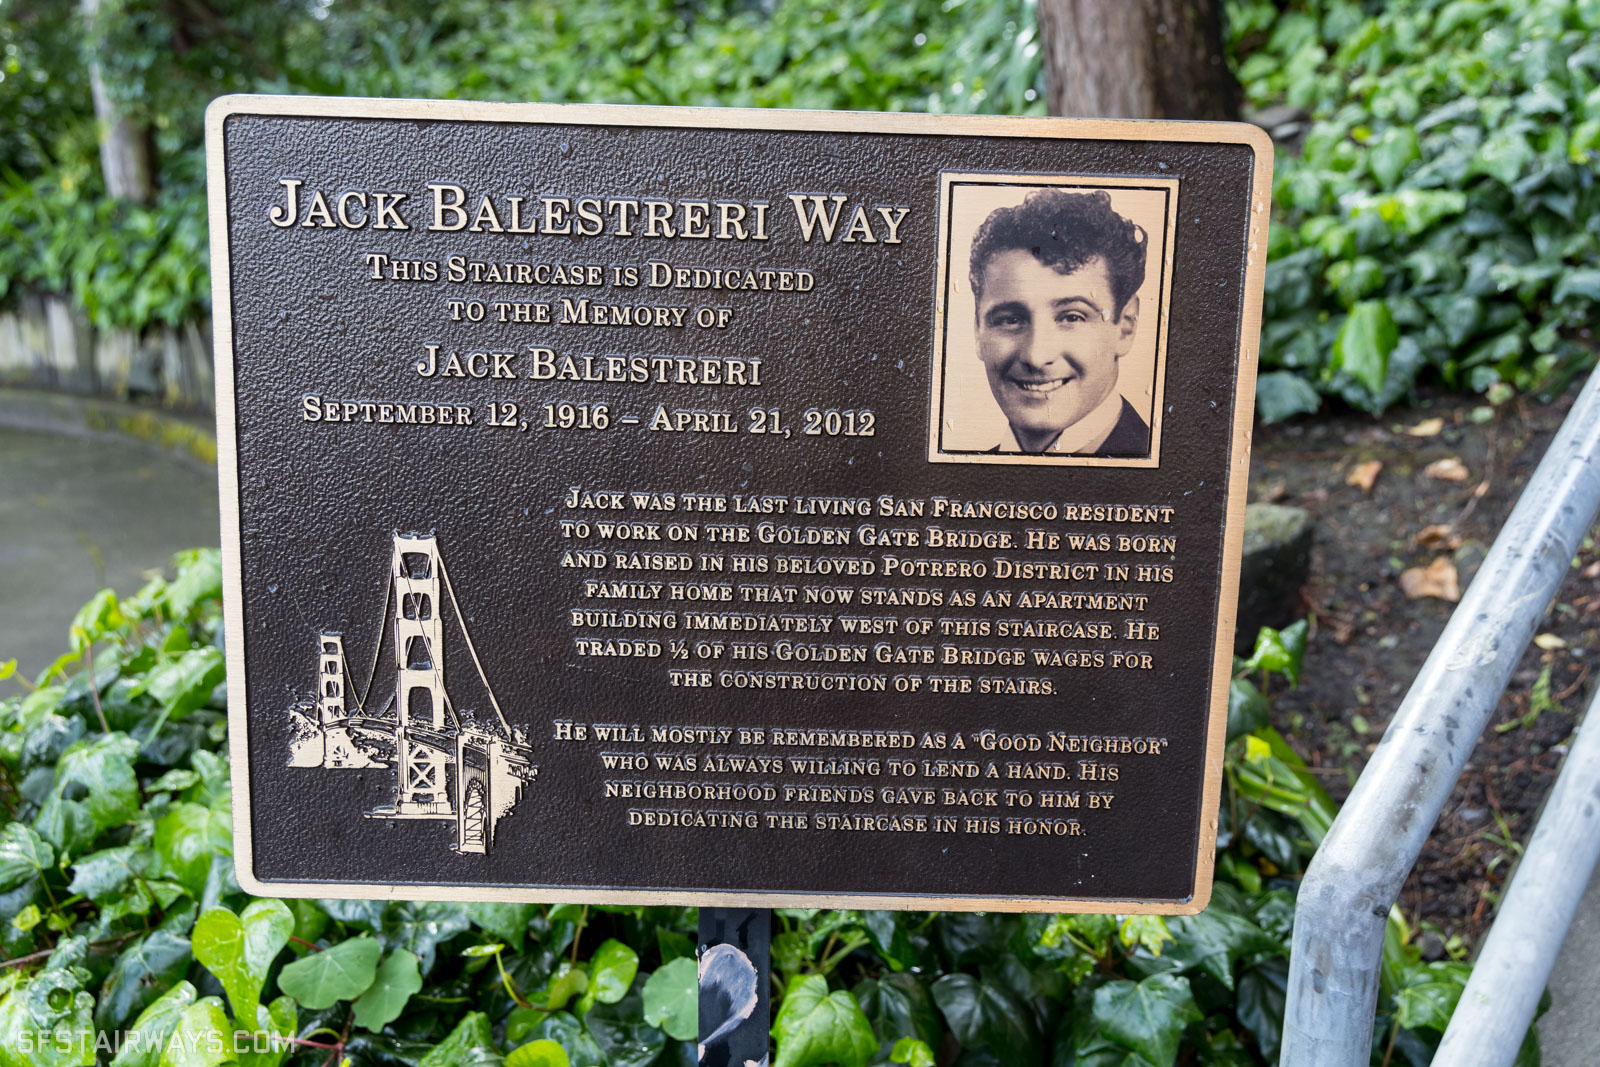 Jack Balestreri Way
This Staircase is Dedicated
to the Memory of
Jack Balestreri
September 12, 1916 – April 21, 2012
Jack was the last living San Francisco resident
to work on the Golden Gate Bridge. He was born
and raised in his beloved Potrero District in his
family home that now stands as an apartment
building immediately west of this staircase. He
traded ½ of his Golden Gate Bridge wages for
the construction of the stairs.
He will mostly be remembered as a "Good Neighbor"
who was always willing to lend a hand. His
neighborhood friends gave back to him by
dedicating the staircase in his honor.
SFSTAIRWAYS.COM